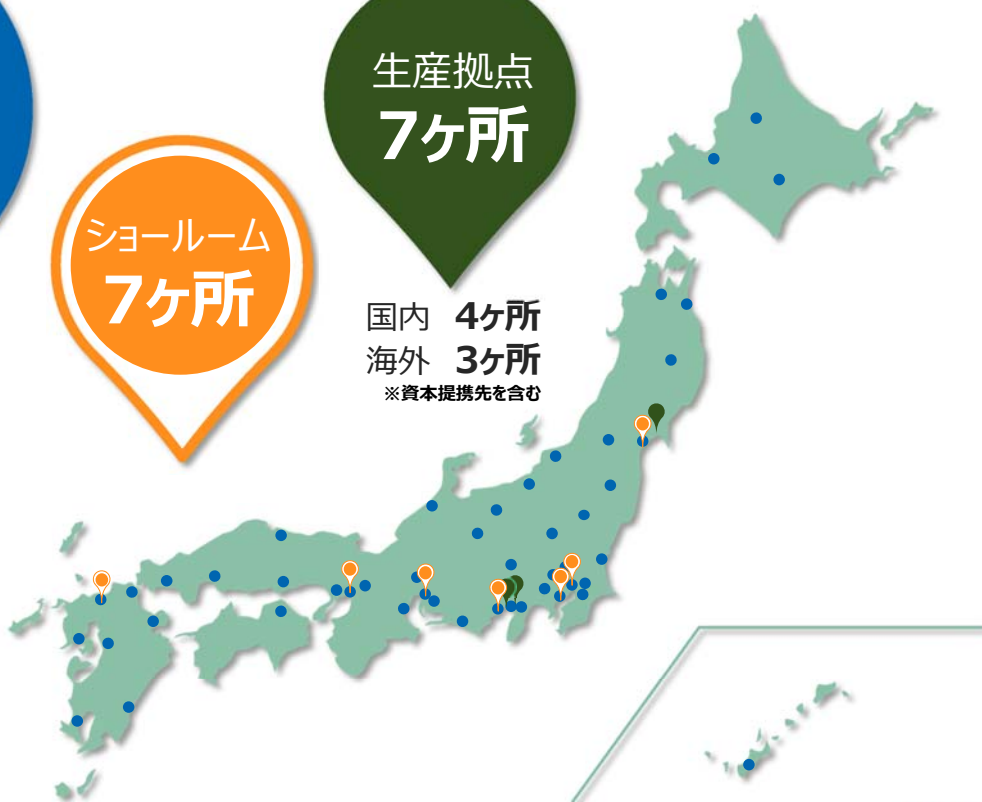 生産拠点
7ヶ所
ショールーム
7ヶ所
国内 4ヶ所
海外 3ヶ所
※資本提携先を含む